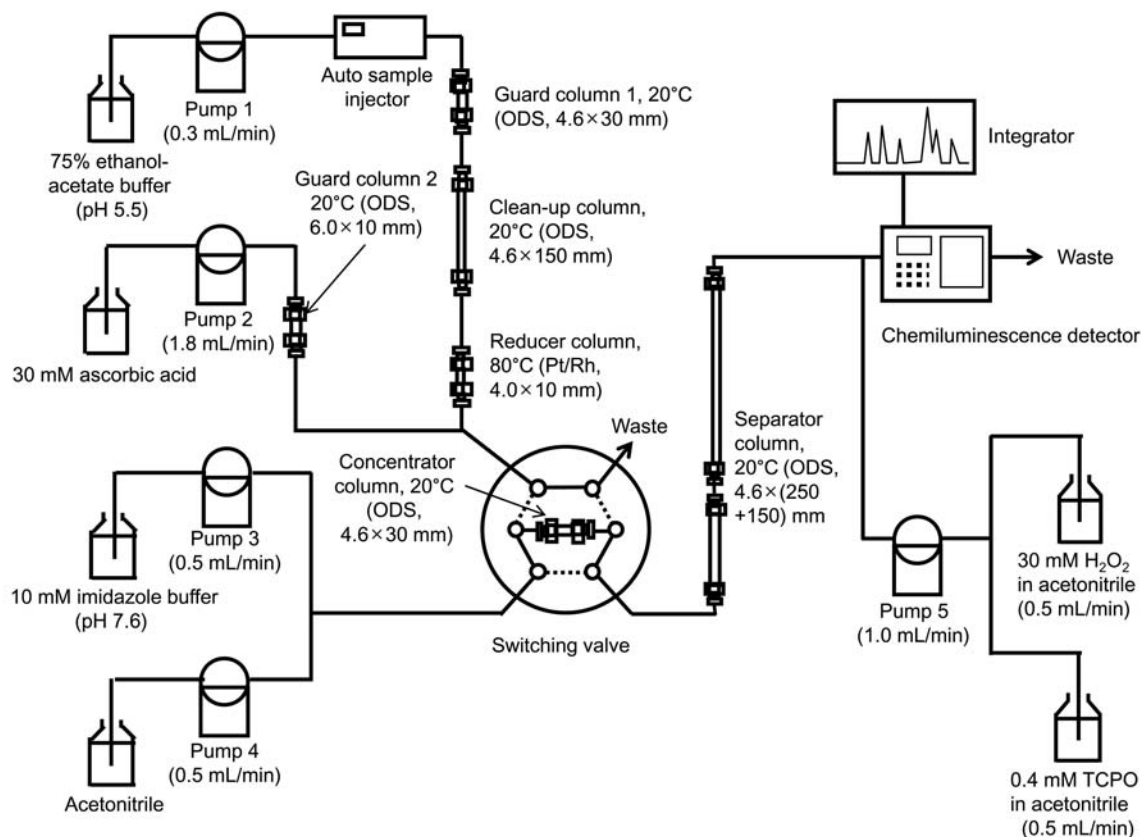 Pump 1
(0.3 mL/min)
75% ethanol-
acetate buffer
(pH 5.5)
Auto sample
injector
Guard column 1, 20°C
(ODS, 4.6×30 mm)
Guard column 2
20°C (ODS,
6.0×10 mm)
Clean-up column,
20°C (ODS,
4.6×150 mm)
Pump 2
(1.8 mL/min)
30 mM ascorbic acid
Reducer column,
80°C (Pt/Rh,
4.0×10 mm)
Integrator
Waste
Chemiluminescence detector
Waste
Concentrator
column, 20°C
(ODS,
4.6×30 mm)
Separator
column,
20°C (ODS,
4.6×(250
+150) mm
Pump 3
(0.5 mL/min)
10 mM imidazole buffer
(pH 7.6)
Switching valve
Pump 4
(0.5 mL/min)
Acetonitrile
Pump 5
(1.0 mL/min)
30 mM H₂O₂
in acetonitrile
(0.5 mL/min)
0.4 mM TCPO
in acetonitrile
(0.5 mL/min)